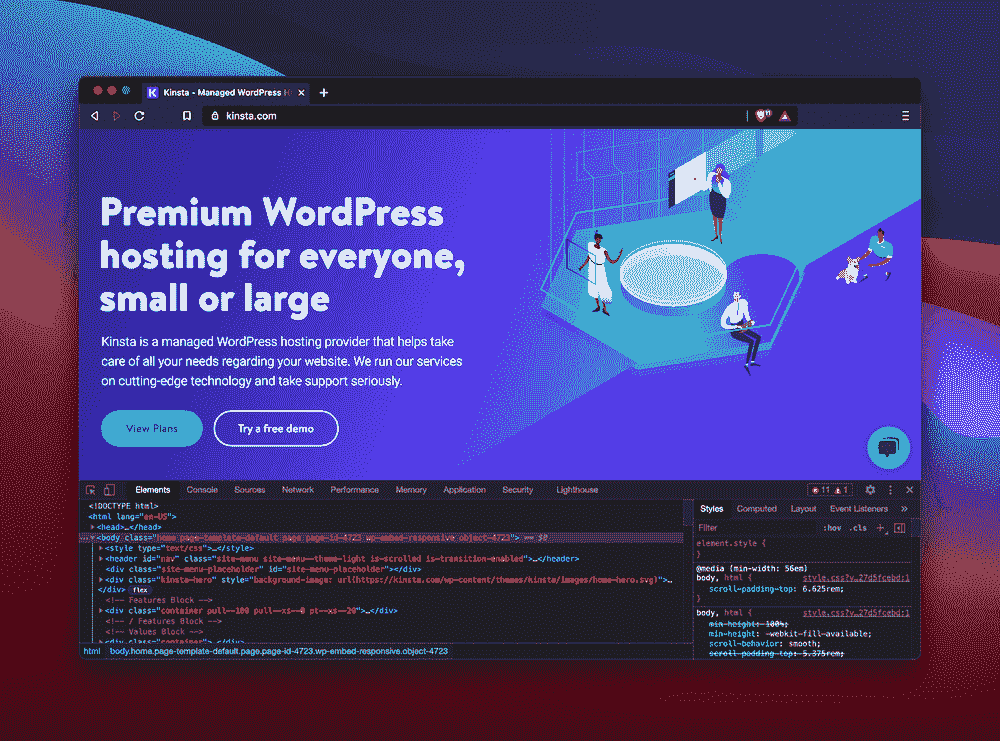 Kinsta - Managed WordPress H
kinsta.com
11
Premium WordPress
hosting for everyone,
small or large
Kinsta is a managed WordPress hosting provider that helps take
care of all your needs regarding your website. We run our services
on cutting-edge technology and take support seriously.
View Plans
Try a free demo
Elements Console Sources Network Performance Memory Application Security Lighthouse
11 1
<!DOCTYPE html>
<html lang="en-US">
<head>…</head>
<body class="home page-template-default page page-id-4723 wp-embed-responsive object-4723"> == $0
<style type="text/css">…</style>
<header id="nav" class="site-menu site-menu--theme-light is-scrolled is-transition-enabled">…</header>
<div class="site-menu-placeholder" id="site-menu-placeholder"></div>
<div class="kinsta-hero" style="background-image: url(https://kinsta.com/wp-content/themes/kinsta/images/home-hero.svg)">…
</div> flex
<!-- Features Block -->
<div class="container pull--180 pull--xs--0 pt--xs--20">…</div>
<!-- / Features Block -->
<!-- Values Block -->
<div class="container">…</div>
html body.home.page-template-default.page.page-id-4723.wp-embed-responsive.object-4723
Styles Computed Layout Event Listeners »
Filter :hov .cls +
element.style {
}
@media (min-width: 56em)
body, html { style.css?v…27d5fcebd:1
scroll-padding-top: 6.625rem;
}
body, html { style.css?v…27d5fcebd:1
min-height: 100%;
min-height: -webkit-fill-available;
scroll-behavior: smooth;
scroll-padding-top: 5.375rem;